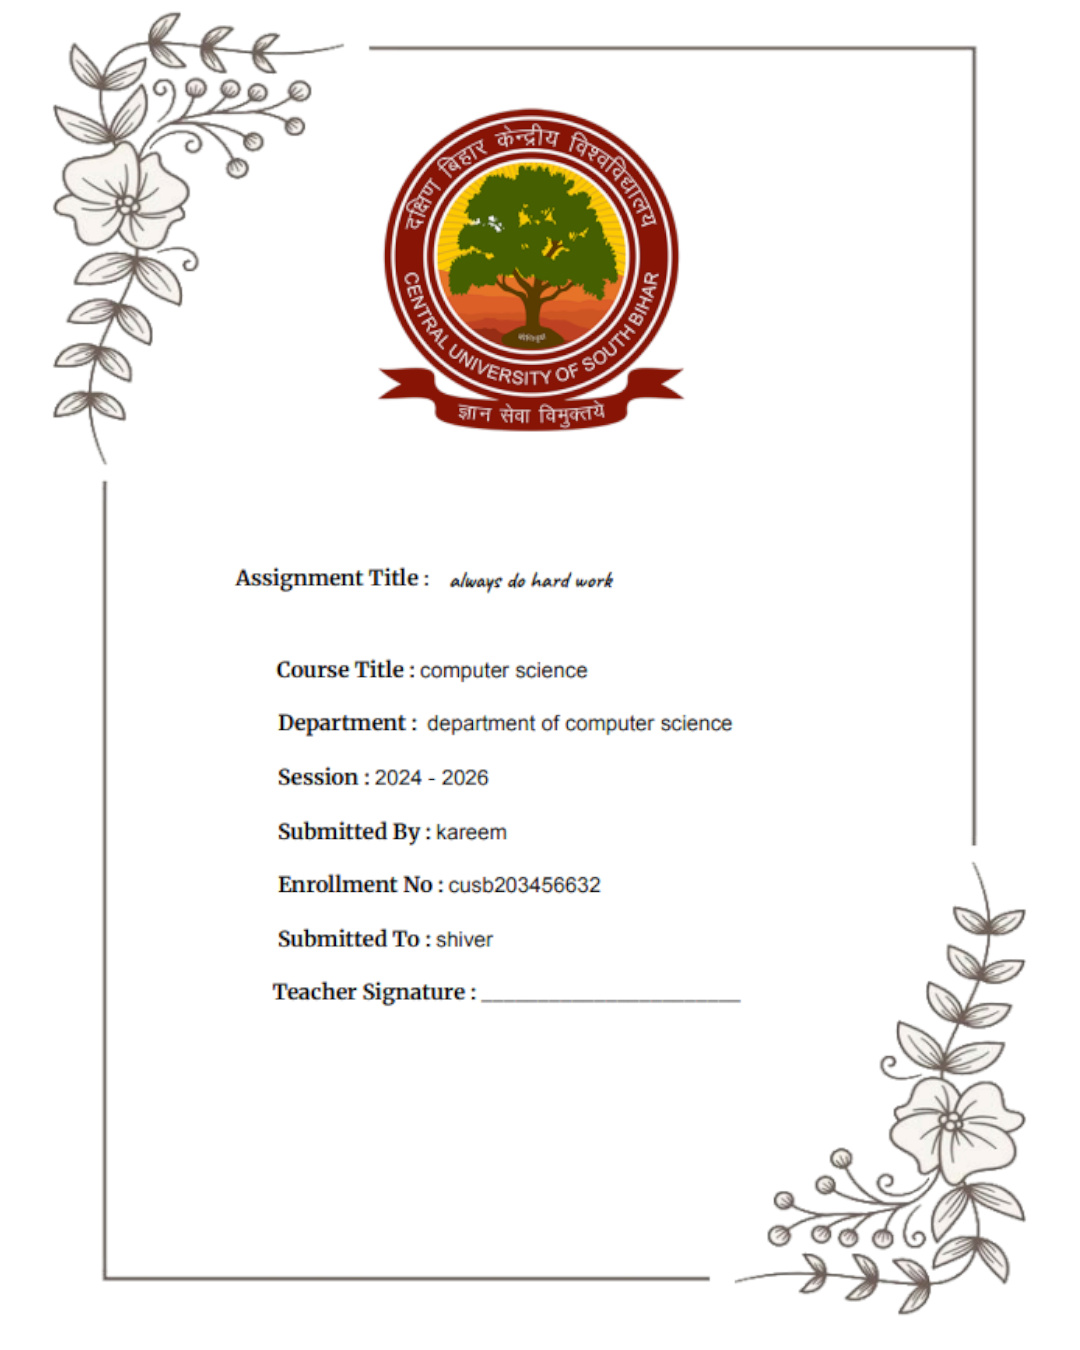 दक्षिण बिहार केन्द्रीय विश्वविद्यालय
CENTRAL UNIVERSITY OF SOUTH BIHAR
ज्ञान सेवा विमुक्तये
Assignment Title : always do hard work
Course Title : computer science
Department : department of computer science
Session : 2024 - 2026
Submitted By : kareem
Enrollment No : cusb203456632
Submitted To : shiver
Teacher Signature : ______________________